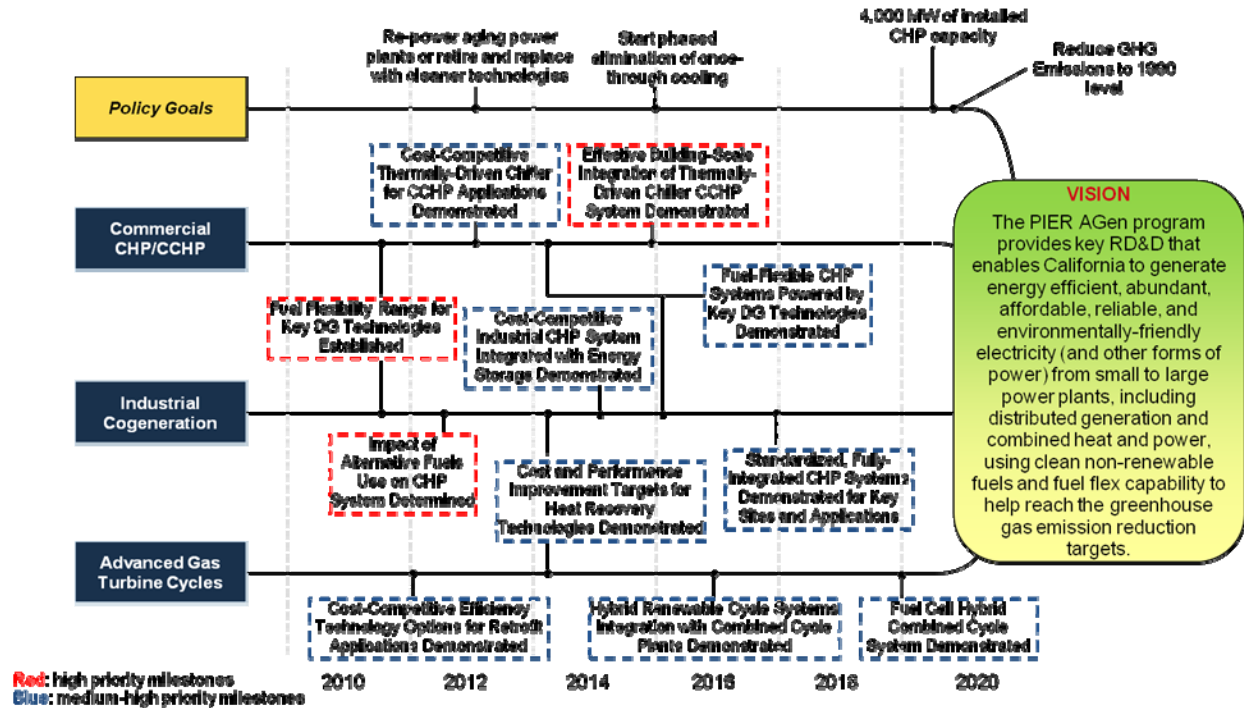 4,000 MW of installed
CHP capacity
Re-power aging power
plants or retire and replace
with cleaner technologies
Start phased
elimination of once-
through cooling
Reduce GHG
Emissions to 1990
level
Policy Goals
Cost-Competitive
Thermally-Driven Chiller
for CCHP Applications
Demonstrated
Effective Building-Scale
Integration of Thermally-
Driven Chiller CCHP
System Demonstrated
Commercial
CHP/CCHP
Fuel Flexibility Range for
Key DG Technologies
Established
Cost-Competitive
Industrial CHP System
Integrated with Energy
Storage Demonstrated
Fuel-Flexible CHP
Systems Powered by
Key DG Technologies
Demonstrated
Industrial
Cogeneration
Impact of
Alternative Fuels
Use on CHP
System Determined
Cost and Performance
Improvement Targets for
Heat Recovery
Technologies Demonstrated
Standardized, Fully-
Integrated CHP Systems
Demonstrated for Key
Sites and Applications
Advanced Gas
Turbine Cycles
Cost-Competitive Efficiency
Technology Options for Retrofit
Applications Demonstrated
Hybrid Renewable Cycle Systems
Integration with Combined Cycle
Plants Demonstrated
Fuel Cell Hybrid
Combined Cycle
System Demonstrated
VISION
The PIER AGen program
provides key RD&D that
enables California to generate
energy efficient, abundant,
affordable, reliable, and
environmentally-friendly
electricity (and other forms of
power) from small to large
power plants, including
distributed generation and
combined heat and power,
using clean non-renewable
fuels and fuel flex capability to
help reach the greenhouse
gas emission reduction
targets.
Red: high priority milestones
Blue: medium-high priority milestones
2010 2012 2014 2016 2018 2020